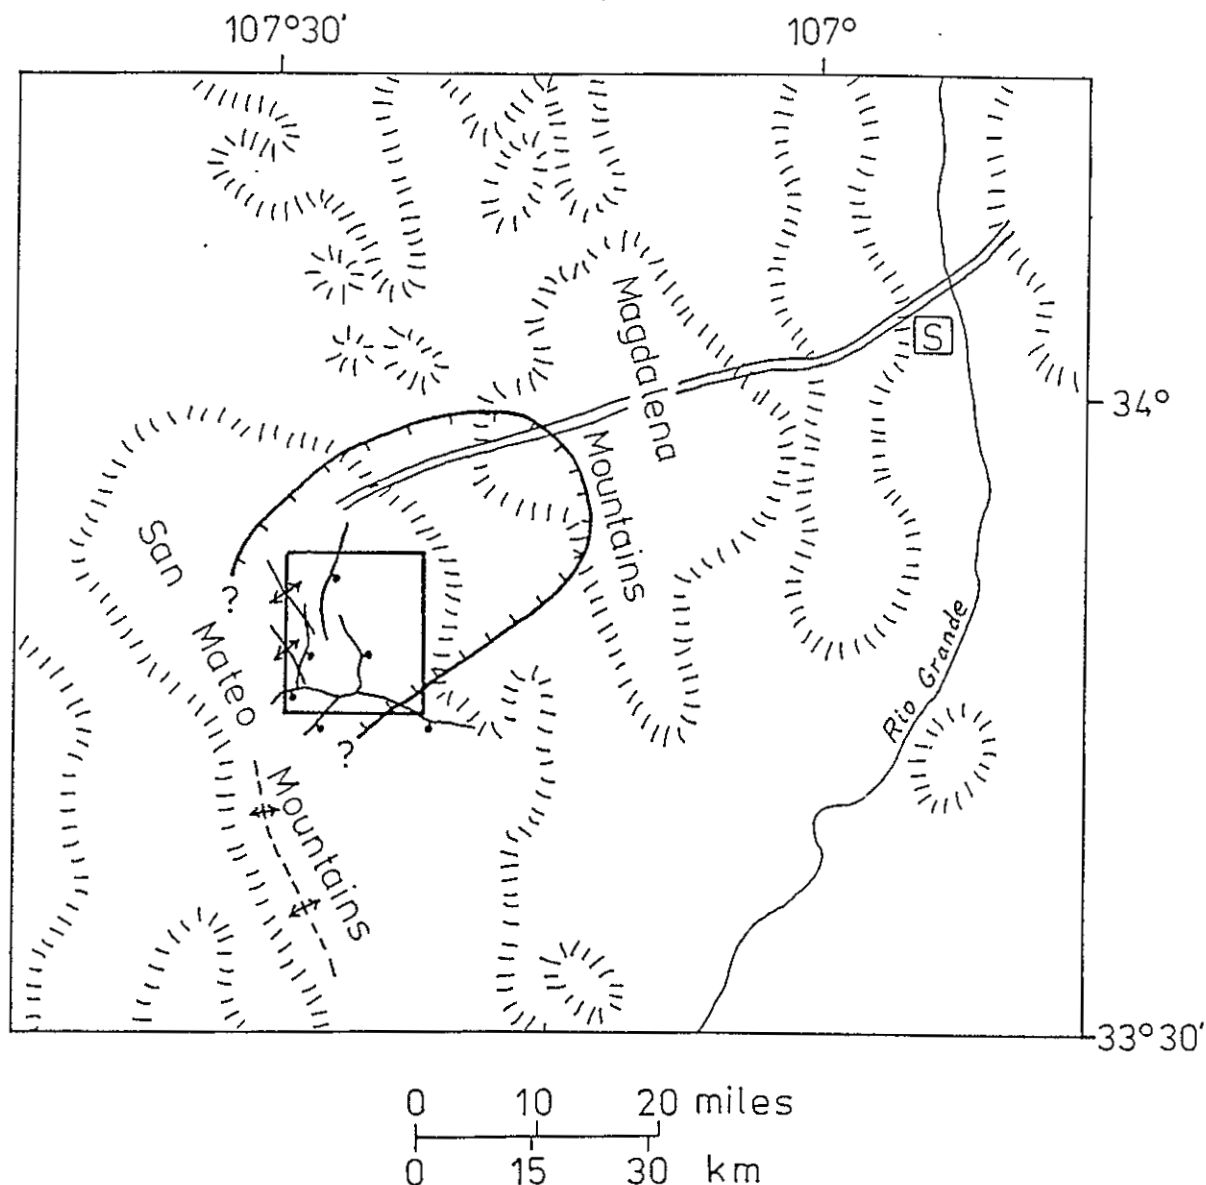 107°30'
107°
Magdalena
S
34°
Mountains
San
?
Mateo
Rio Grande
?
Mountains
33°30'
0 10 20 miles
0 15 30 km